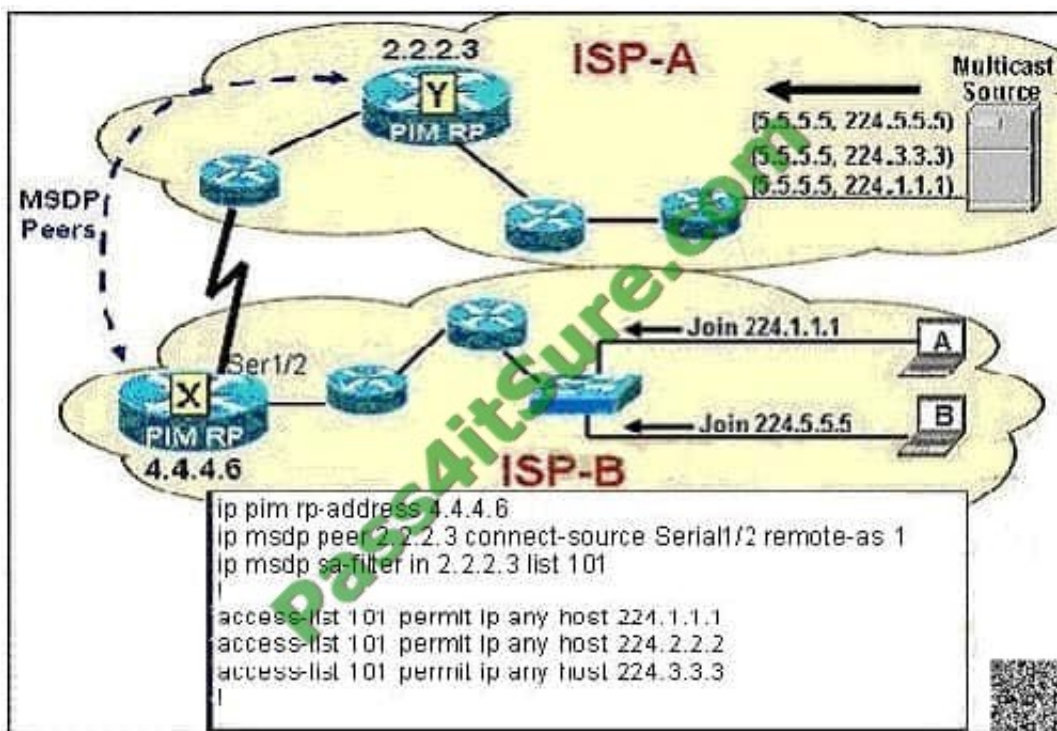 2.2.2.3
ISP-A
Y
PIM RP
Multicast
Source
(5.5.5.5, 224.5.5.5)
(5.5.5.5, 224.3.3.3)
(5.5.5.5, 224.1.1.1)
MSDP
Peers
Ser1/2
X
PIM RP
4.4.4.6
Join 224.1.1.1
A
Join 224.5.5.5
B
ISP-B
Pass4itSure.com
ip pim rp-address 4.4.4.6
ip msdp peer 2.2.2.3 connect-source Serial1/2 remote-as 1
ip msdp sa-filter in 2.2.2.3 list 101
!
access-list 101 permit ip any host 224.1.1.1
access-list 101 permit ip any host 224.2.2.2
access-list 101 permit ip any host 224.3.3.3
!